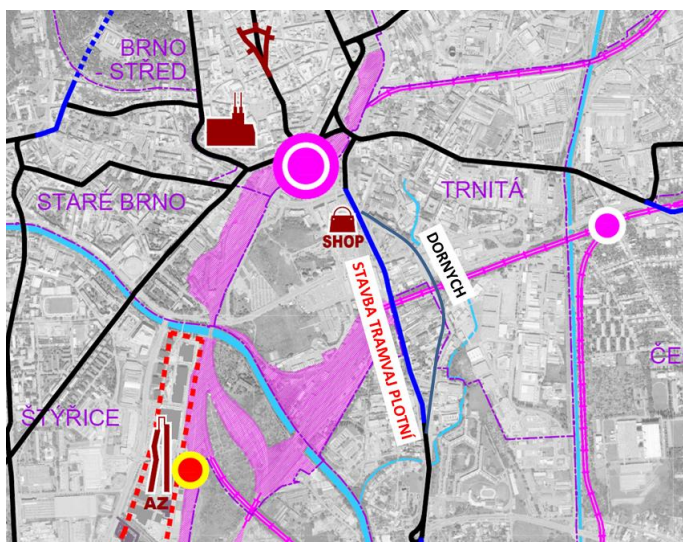 BRNO
- STŘED
STARÉ BRNO
TRNITÁ
SHOP
DORNYCH
STAVBA TRAMVAJ PLOTNÍ
ČE
ŠTÝŘICE
AZ